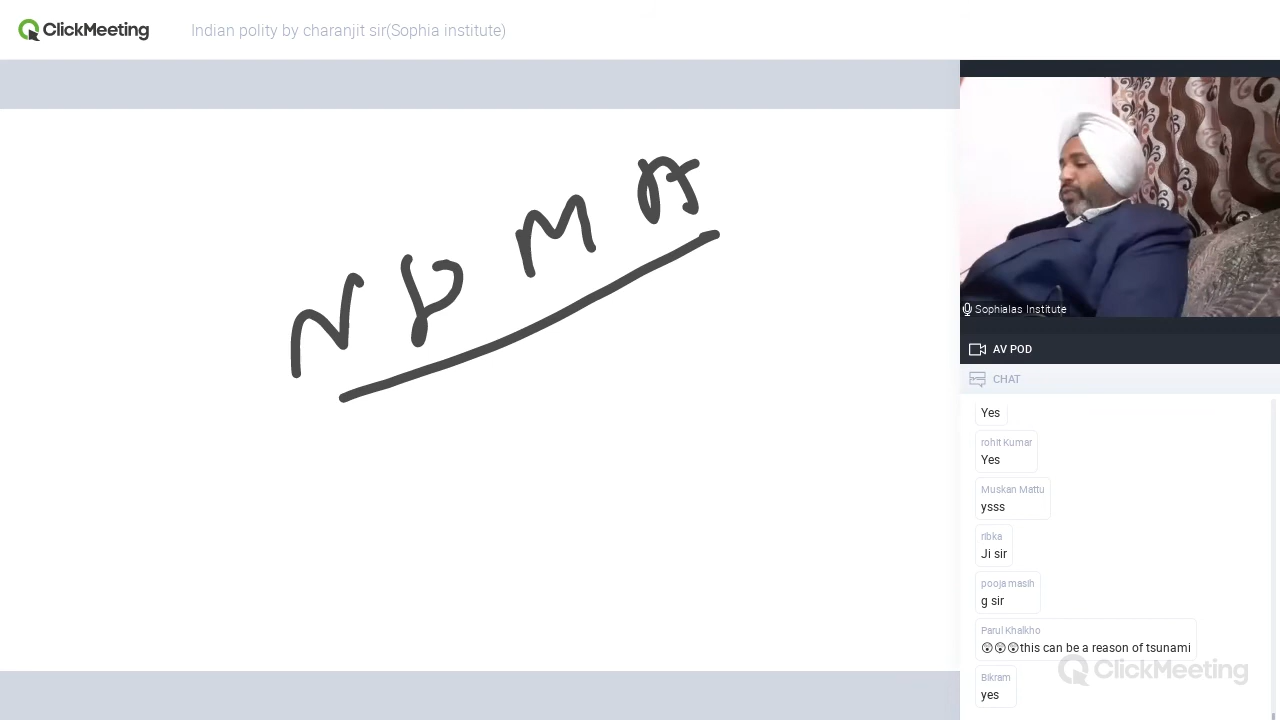 ClickMeeting
Indian polity by charanjit sir(Sophia institute)
N D M A
SophiaIas Institute
AV POD
CHAT
Yes
rohit Kumar
Yes
Muskan Mattu
ysss
ribka
Ji sir
pooja masih
g sir
Parul Khalkho
😲😲😲this can be a reason of tsunami
ClickMeeting
Bikram
yes